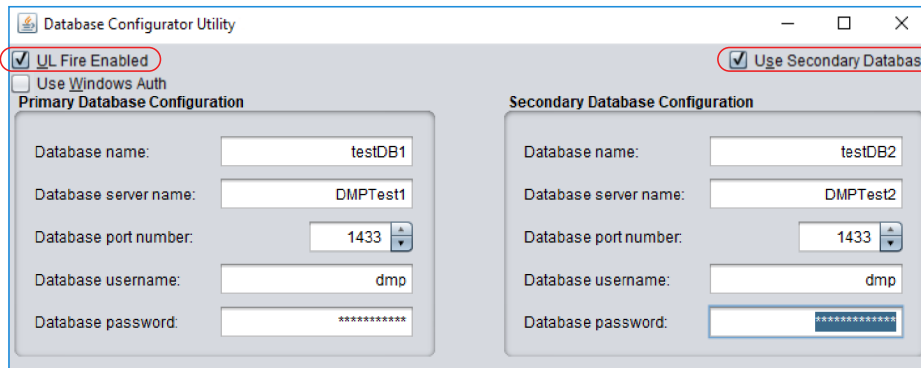 Database Configurator Utility
UL Fire Enabled
Use Secondary Databas
Use Windows Auth
Primary Database Configuration
Database name: testDB1
Database server name: DMPTest1
Database port number: 1433
Database username: dmp
Database password: ***********
Secondary Database Configuration
Database name: testDB2
Database server name: DMPTest2
Database port number: 1433
Database username: dmp
Database password: *************